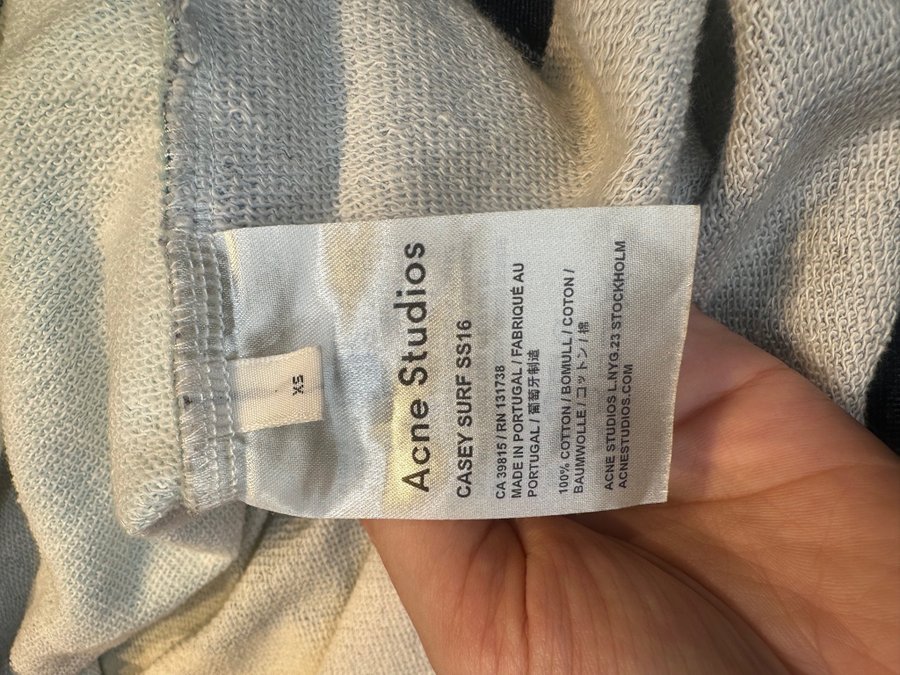 XS
Acne Studios
CASEY SURF SS16
CA 39815 / RN 131738
MADE IN PORTUGAL / FABRIQUÉ AU
PORTUGAL / 葡萄牙制造
100% COTTON / BOMULL / COTON /
BAUMWOLLE / コットン / 棉
ACNE STUDIOS L.NYG.23 STOCKHOLM
ACNESTUDIOS.COM